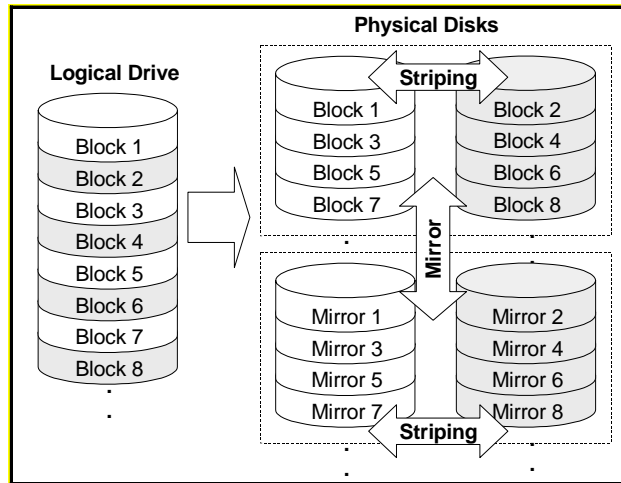 Physical Disks
Logical Drive
Block 1
Block 2
Block 3
Block 4
Block 5
Block 6
Block 7
Block 8
Striping
Block 1
Block 3
Block 5
Block 7
Block 2
Block 4
Block 6
Block 8
Mirror
Mirror 1
Mirror 3
Mirror 5
Mirror 7
Mirror 2
Mirror 4
Mirror 6
Mirror 8
Striping